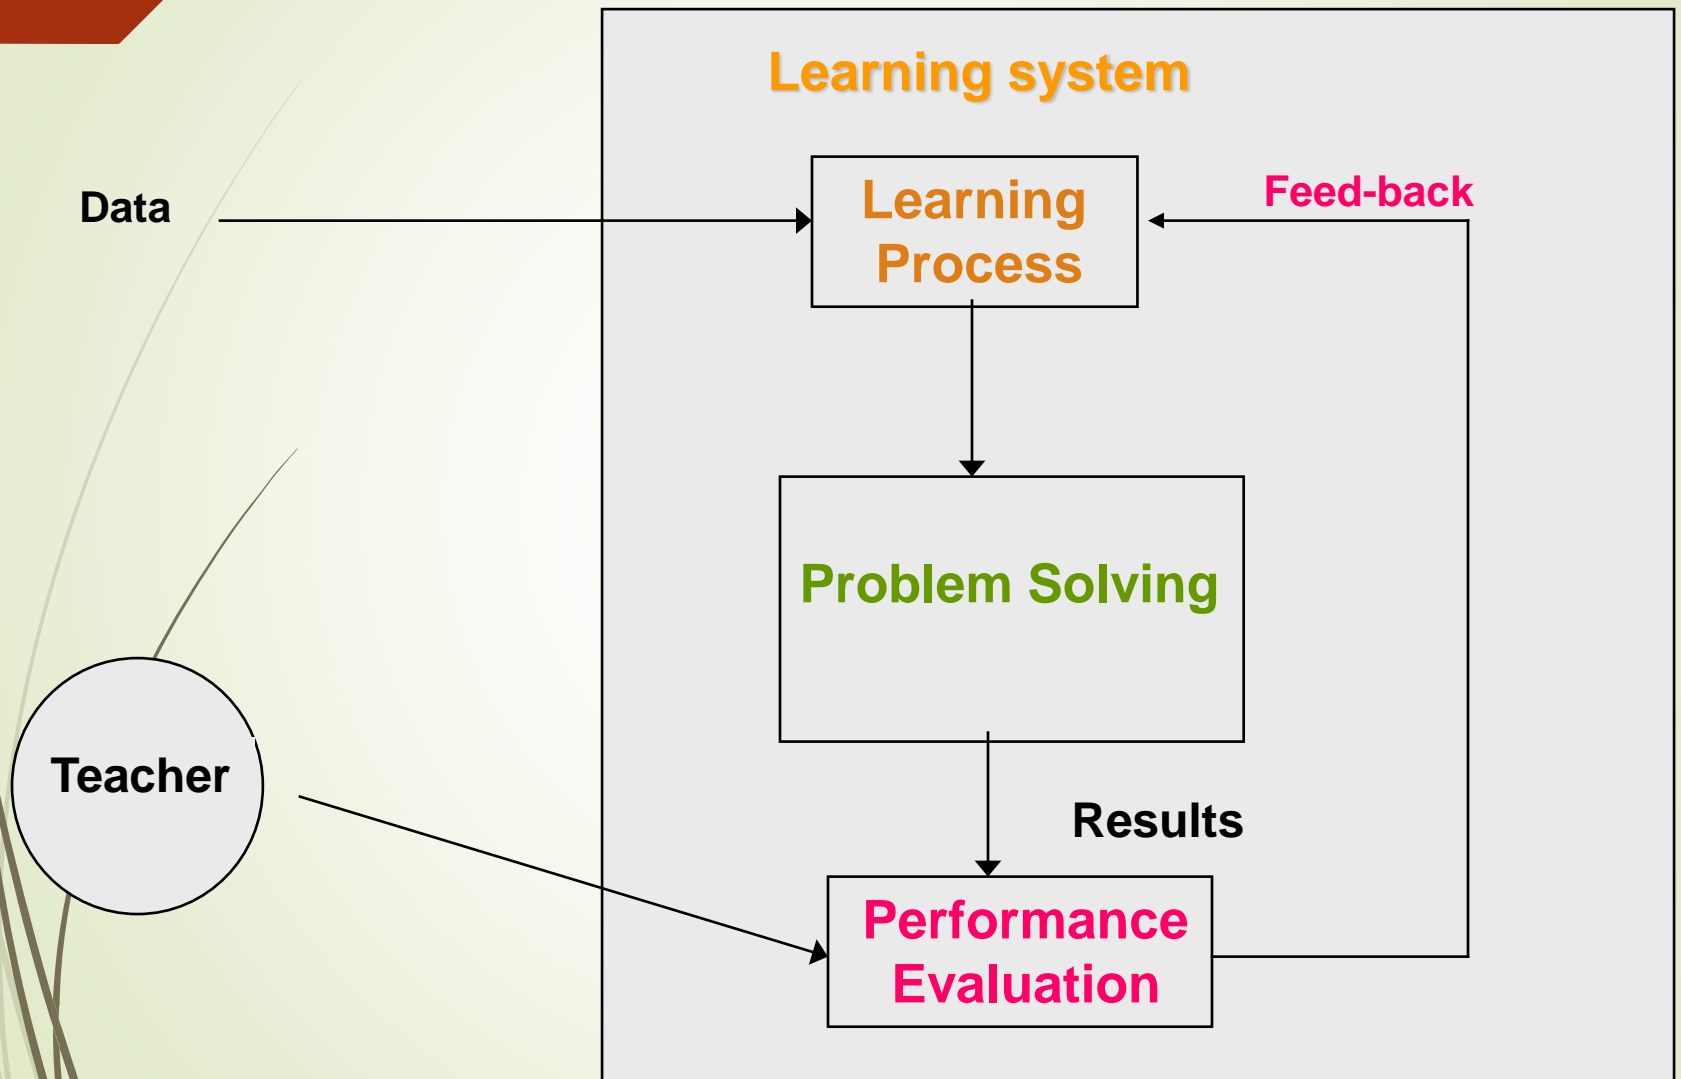 Learning system
Data
Learning
Process
Feed-back
Problem Solving
Teacher
Results
Performance
Evaluation